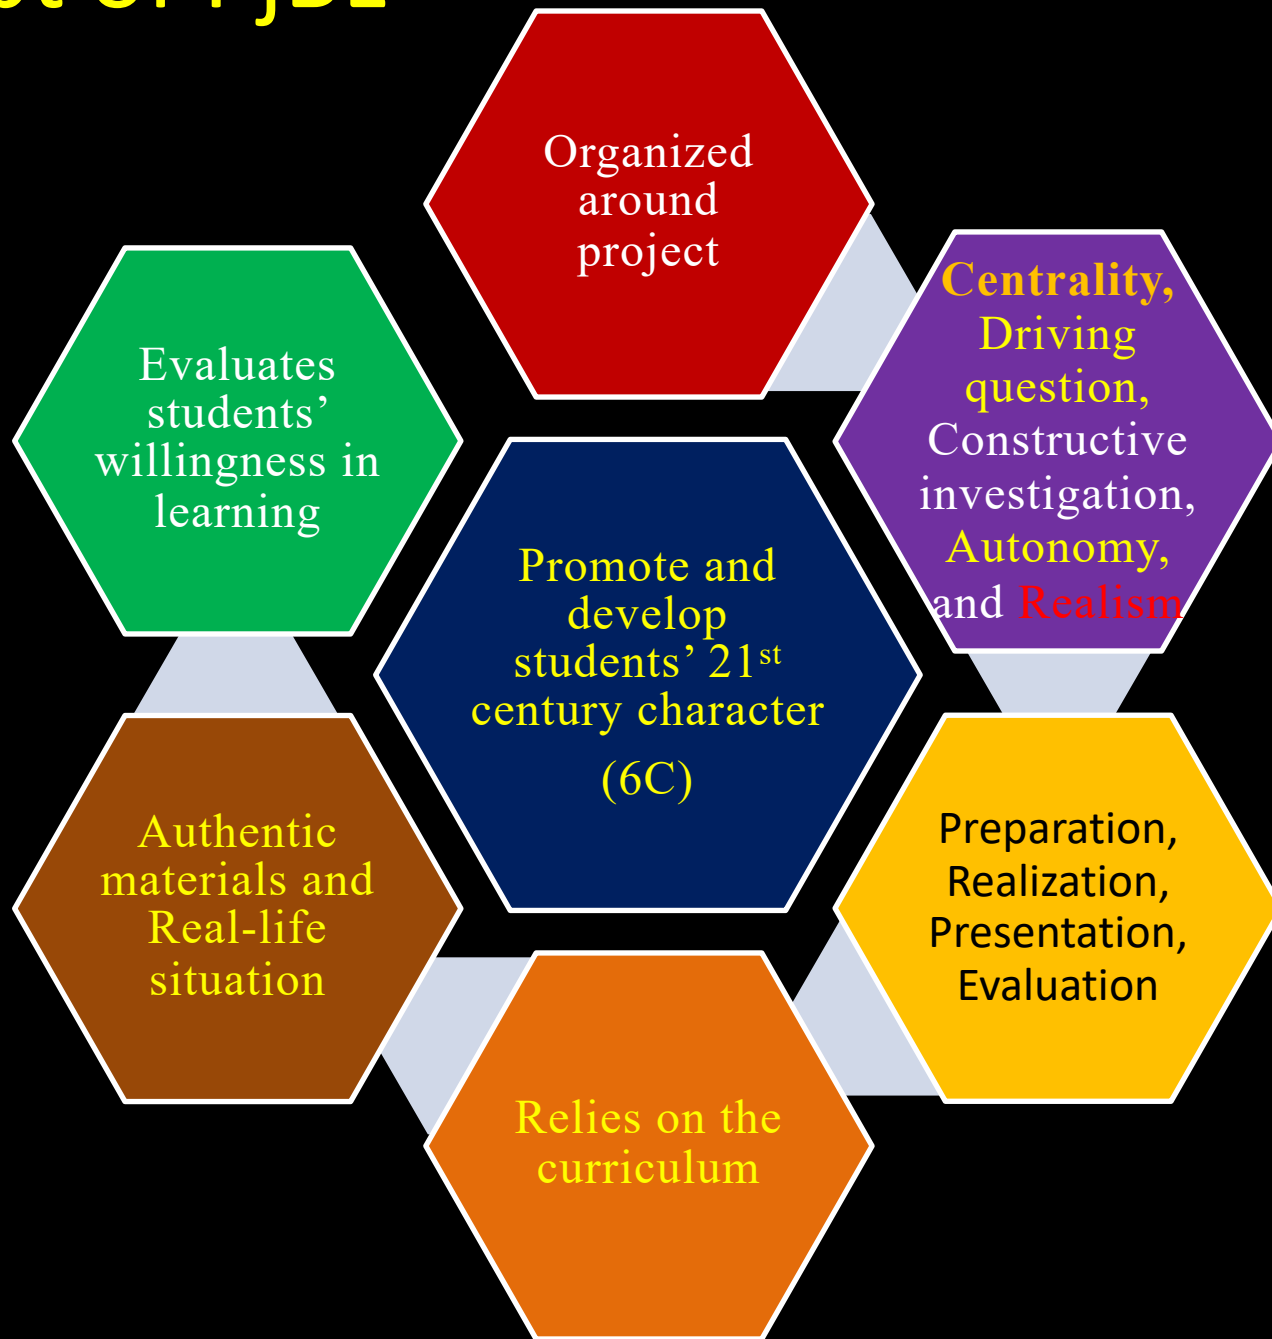 PjBL
Organized
around
project
Centrality,
Driving
question,
Constructive
investigation,
Autonomy,
and Realism
Preparation,
Realization,
Presentation,
Evaluation
Relies on the
curriculum
Authentic
materials and
Real-life
situation
Evaluates
students’
willingness in
learning
Promote and
develop
students’ 21st
century character
(6C)